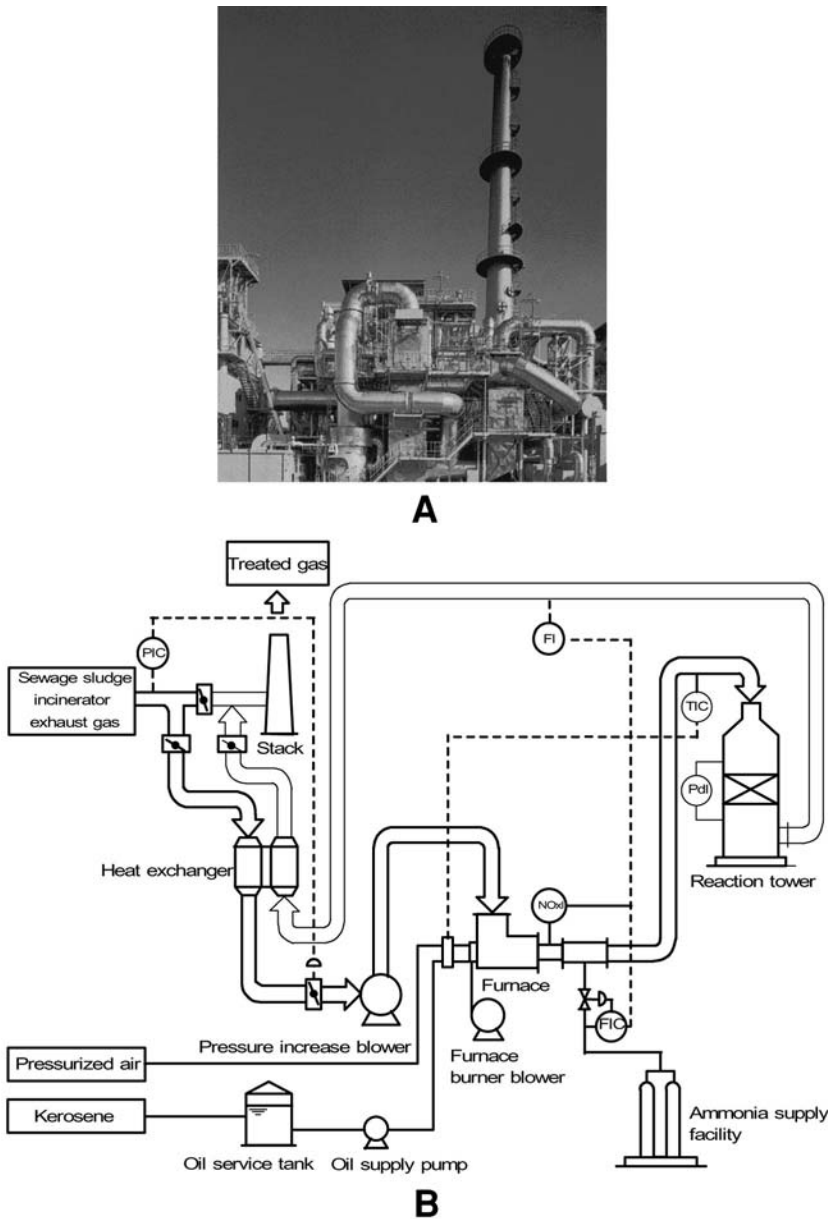 A
Treated gas
PIC
FI
Sewage sludge
incinerator
exhaust gas
TIC
Stack
PdI
Heat exchanger
Reaction tower
NOxI
Furnace
FIC
Pressure increase blower
Furnace
burner blower
Pressurized air
Kerosene
Oil service tank
Oil supply pump
Ammonia supply
facility
B